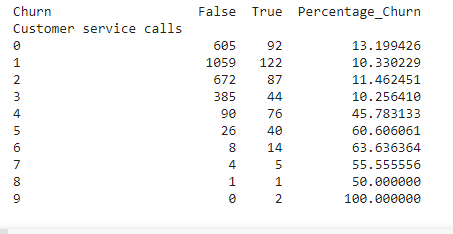 Churn False True Percentage_Churn
Customer service calls
0 605 92 13.199426
1 1059 122 10.330229
2 672 87 11.462451
3 385 44 10.256410
4 90 76 45.783133
5 26 40 60.606061
6 8 14 63.636364
7 4 5 55.555556
8 1 1 50.000000
9 0 2 100.000000